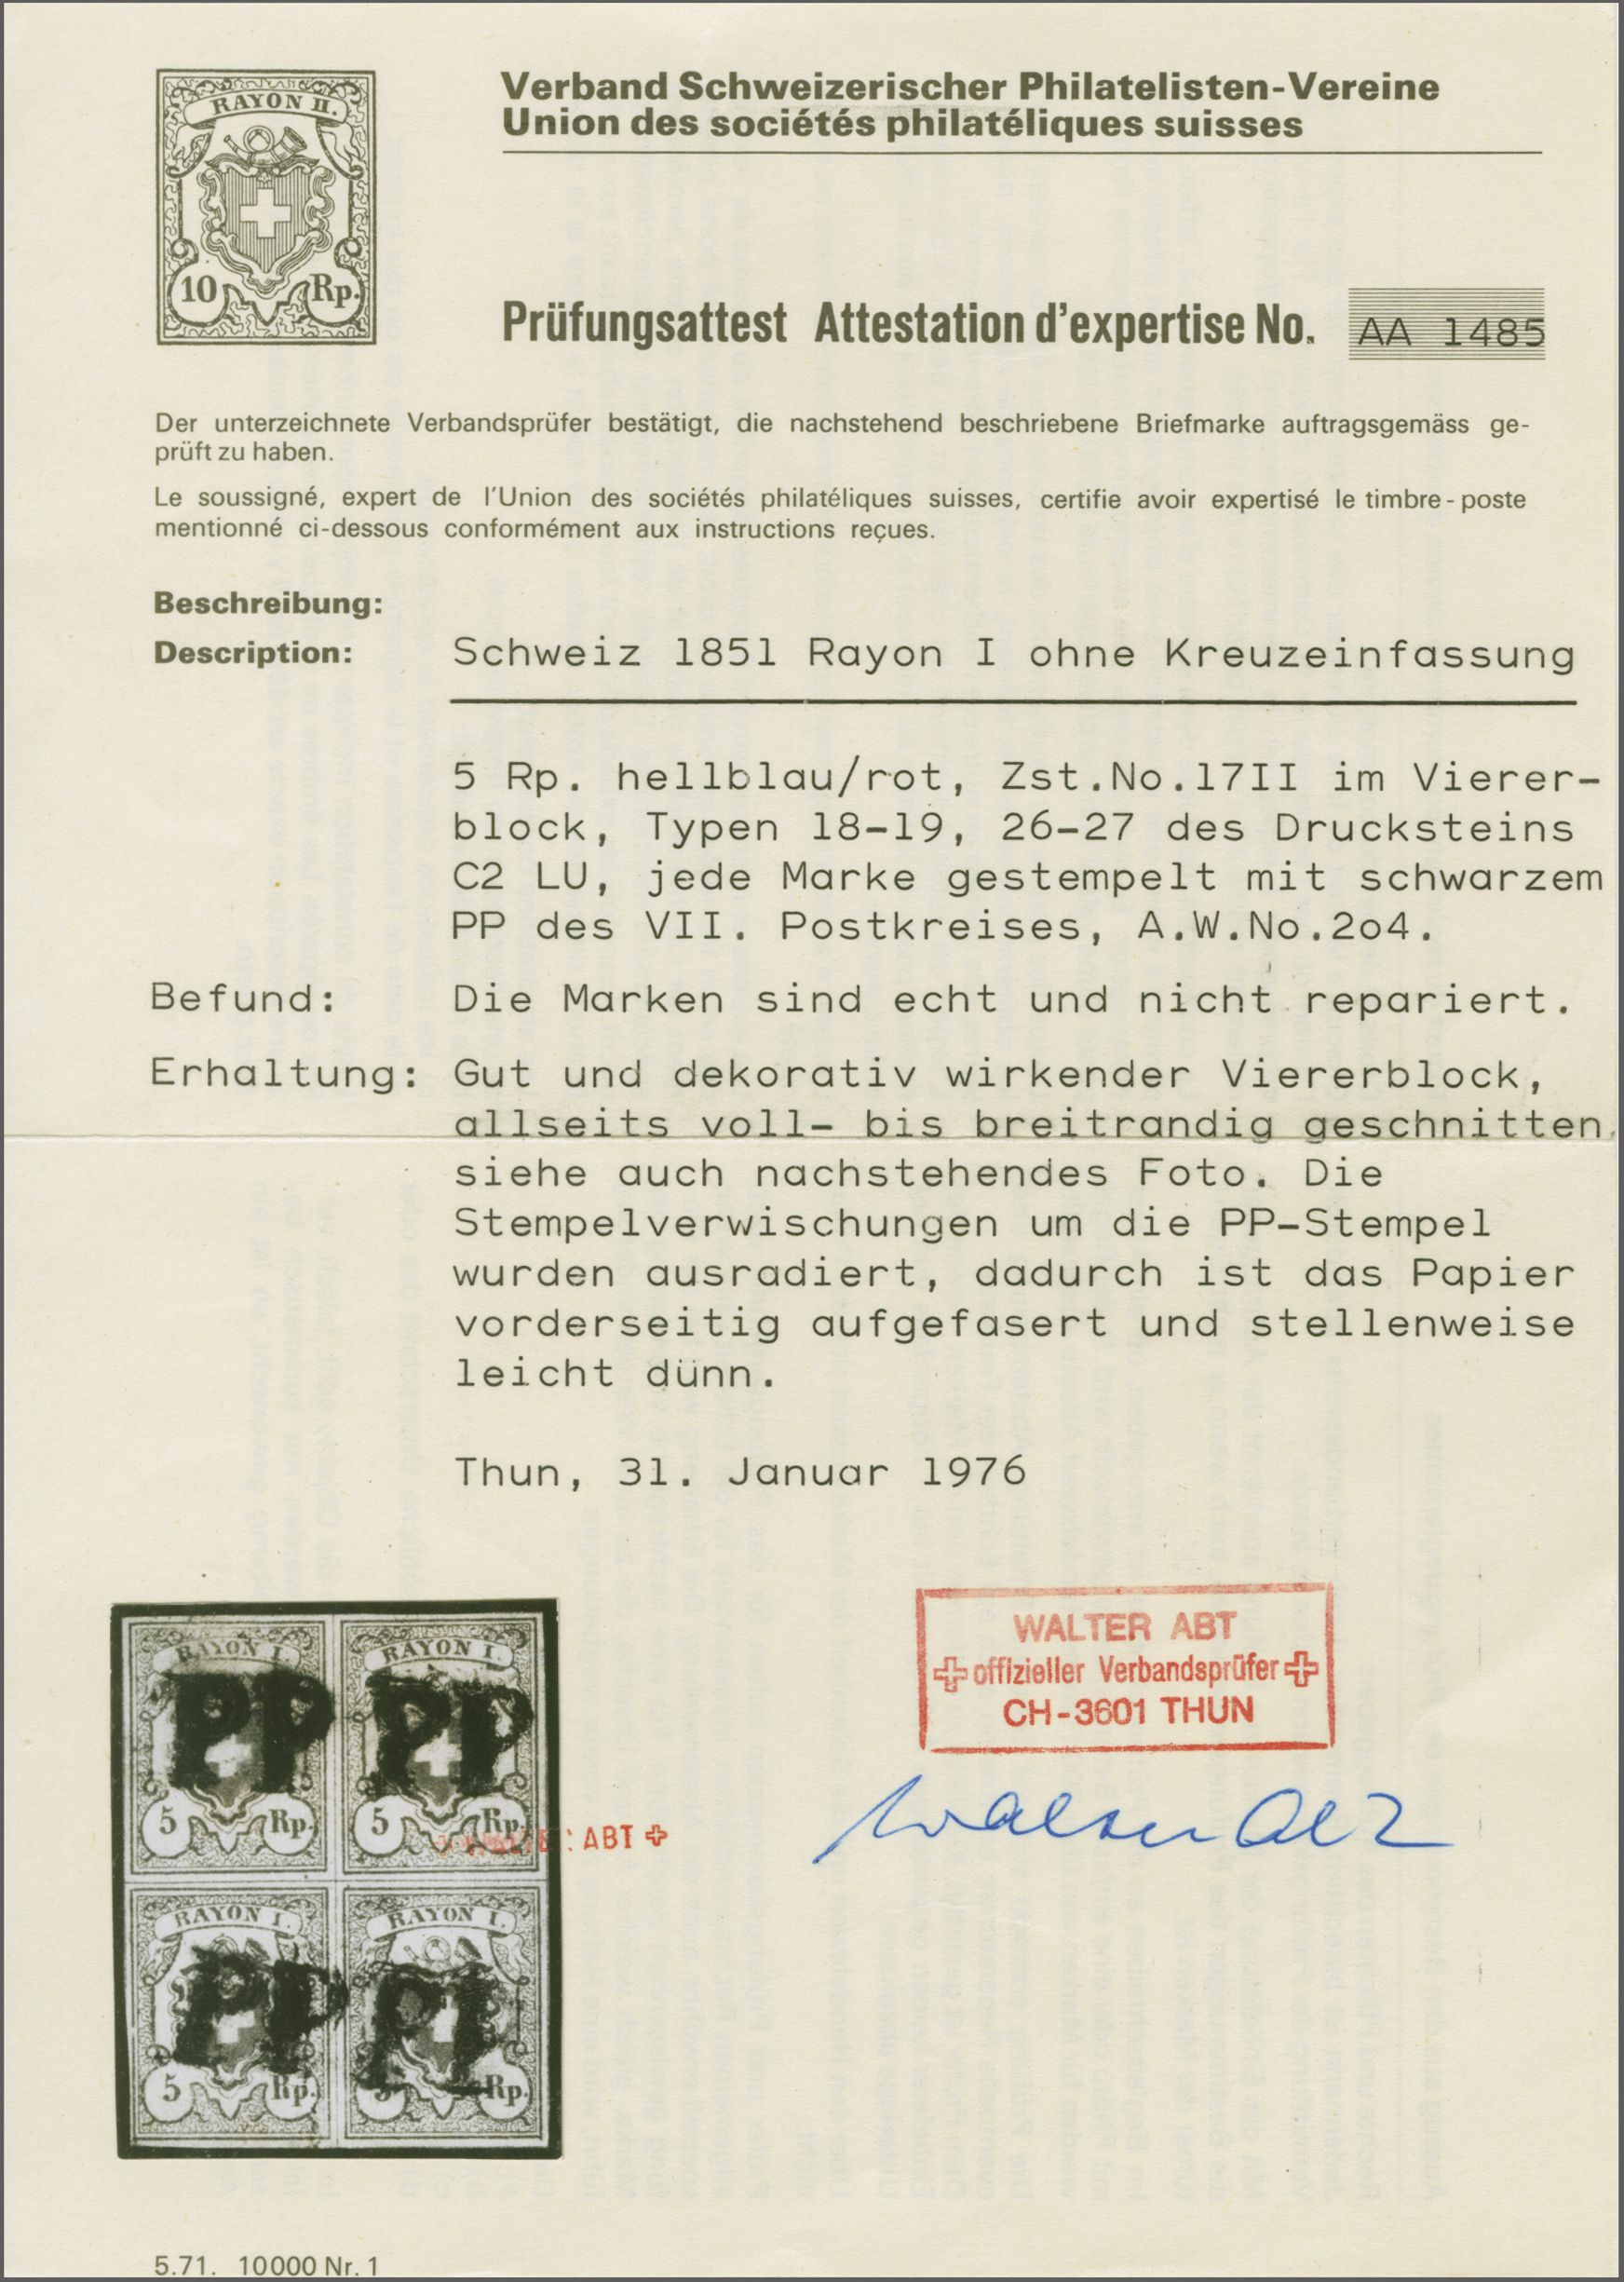 RAYON II.
10 Rp.
Verband Schweizerischer Philatelisten-Vereine
Union des sociétés philatéliques suisses
Prüfungsattest Attestation d'expertise No. AA 1485
Der unterzeichnete Verbandsprüfer bestätigt, die nachstehend beschriebene Briefmarke auftragsgemäss ge-
prüft zu haben.
Le soussigné, expert de l'Union des sociétés philatéliques suisses, certifie avoir expertisé le timbre-poste
mentionné ci-dessous conformément aux instructions reçues.
Beschreibung:
Description: Schweiz 1851 Rayon I ohne Kreuzeinfassung
5 Rp. hellblau/rot, Zst.No.17II im Vierer-
block, Typen 18-19, 26-27 des Drucksteins
C2 LU, jede Marke gestempelt mit schwarzem
PP des VII. Postkreises, A.W.No.2o4.
Befund: Die Marken sind echt und nicht repariert.
Erhaltung: Gut und dekorativ wirkender Viererblock,
allseits voll- bis breitrandig geschnitten,
siehe auch nachstehendes Foto. Die
Stempelverwischungen um die PP-Stempel
wurden ausradiert, dadurch ist das Papier
vorderseitig aufgefasert und stellenweise
leicht dünn.
Thun, 31. Januar 1976
WALTER ABT
offizieller Verbandsprüfer
CH-3601 THUN
Walter Abt
RAYON I. RAYON I.
PP PP
5 Rp. 5 Rp.
WALTER ABT
RAYON I. RAYON I.
PP PP
5 Rp. 5 Rp.
5.71. 10000 Nr. 1